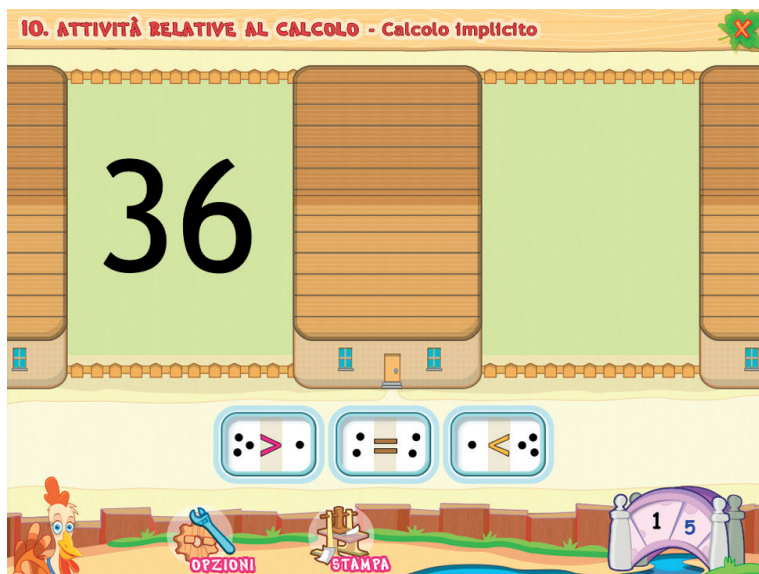 10. ATTIVITÀ RELATIVE AL CALCOLO - Calcolo implicito
X
36
> = <
1 5
OPZIONI STAMPA